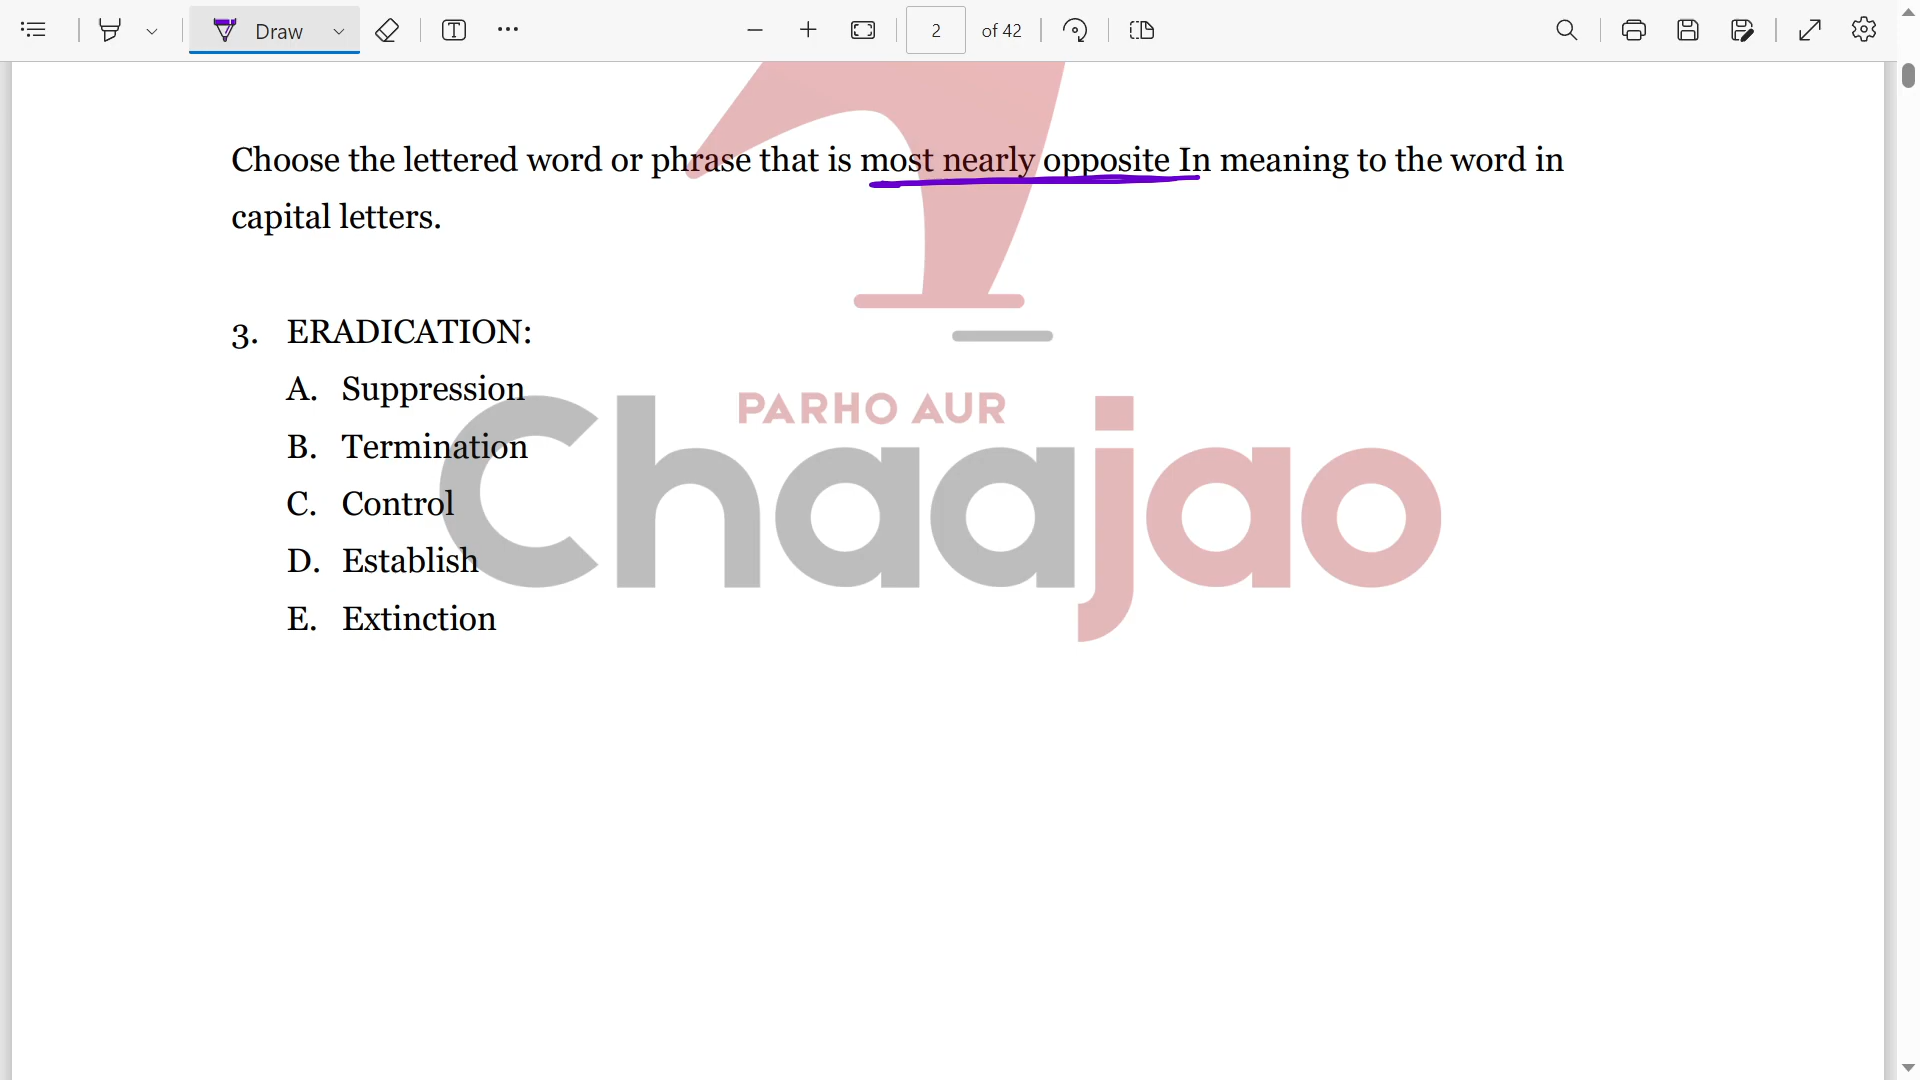 Draw
2 of 42
Choose the lettered word or phrase that is most nearly opposite In meaning to the word in
capital letters.
3. ERADICATION:
A. Suppression
B. Termination
C. Control
D. Establish
E. Extinction
PARHO AUR
Chaajao